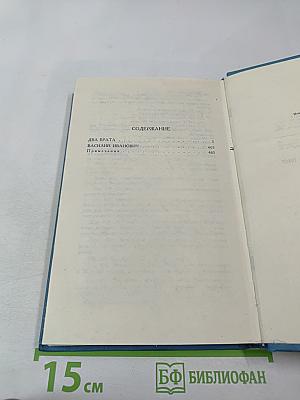 СОДЕРЖАНИЕ
ДВА БРАТА
ВАСИЛИЙ ИВАНОВИЧ
Примечания
15 см
БФ БИБЛИОФАН